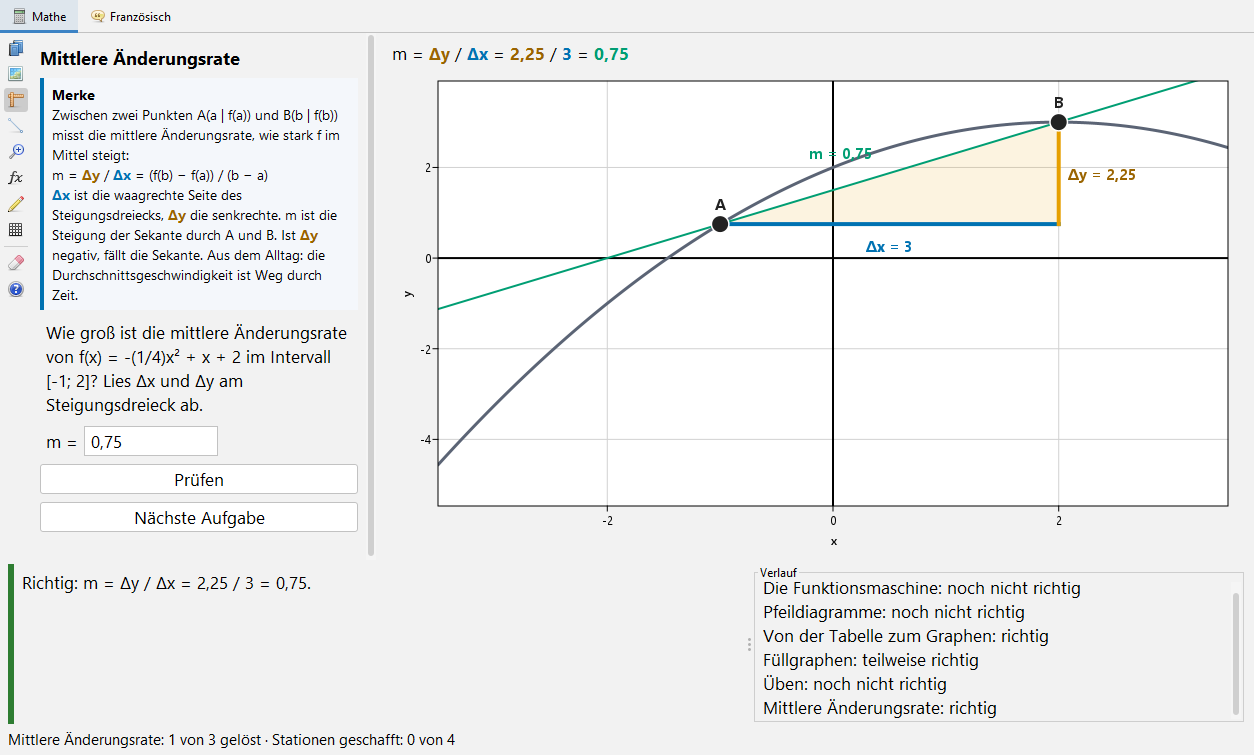 Mathe
Französisch
Mittlere Änderungsrate
Merke
Zwischen zwei Punkten A(a | f(a)) und B(b | f(b))
misst die mittlere Änderungsrate, wie stark f im
Mittel steigt:
m = Δy / Δx = (f(b) − f(a)) / (b − a)
Δx ist die waagrechte Seite des
Steigungsdreiecks, Δy die senkrechte. m ist die
Steigung der Sekante durch A und B. Ist Δy
negativ, fällt die Sekante. Aus dem Alltag: die
Durchschnittsgeschwindigkeit ist Weg durch
Zeit.
Wie groß ist die mittlere Änderungsrate
von f(x) = -(1/4)x² + x + 2 im Intervall
[-1; 2]? Lies Δx und Δy am
Steigungsdreieck ab.
m = 0,75
Prüfen
Nächste Aufgabe
fx
?
m = Δy / Δx = 2,25 / 3 = 0,75
B
m = 0,75
2
Δy = 2,25
A
Δx = 3
0
y
-2
-4
-2
0
2
x
Richtig: m = Δy / Δx = 2,25 / 3 = 0,75.
Verlauf
Die Funktionsmaschine: noch nicht richtig
Pfeildiagramme: noch nicht richtig
Von der Tabelle zum Graphen: richtig
Füllgraphen: teilweise richtig
Üben: noch nicht richtig
Mittlere Änderungsrate: richtig
Mittlere Änderungsrate: 1 von 3 gelöst · Stationen geschafft: 0 von 4